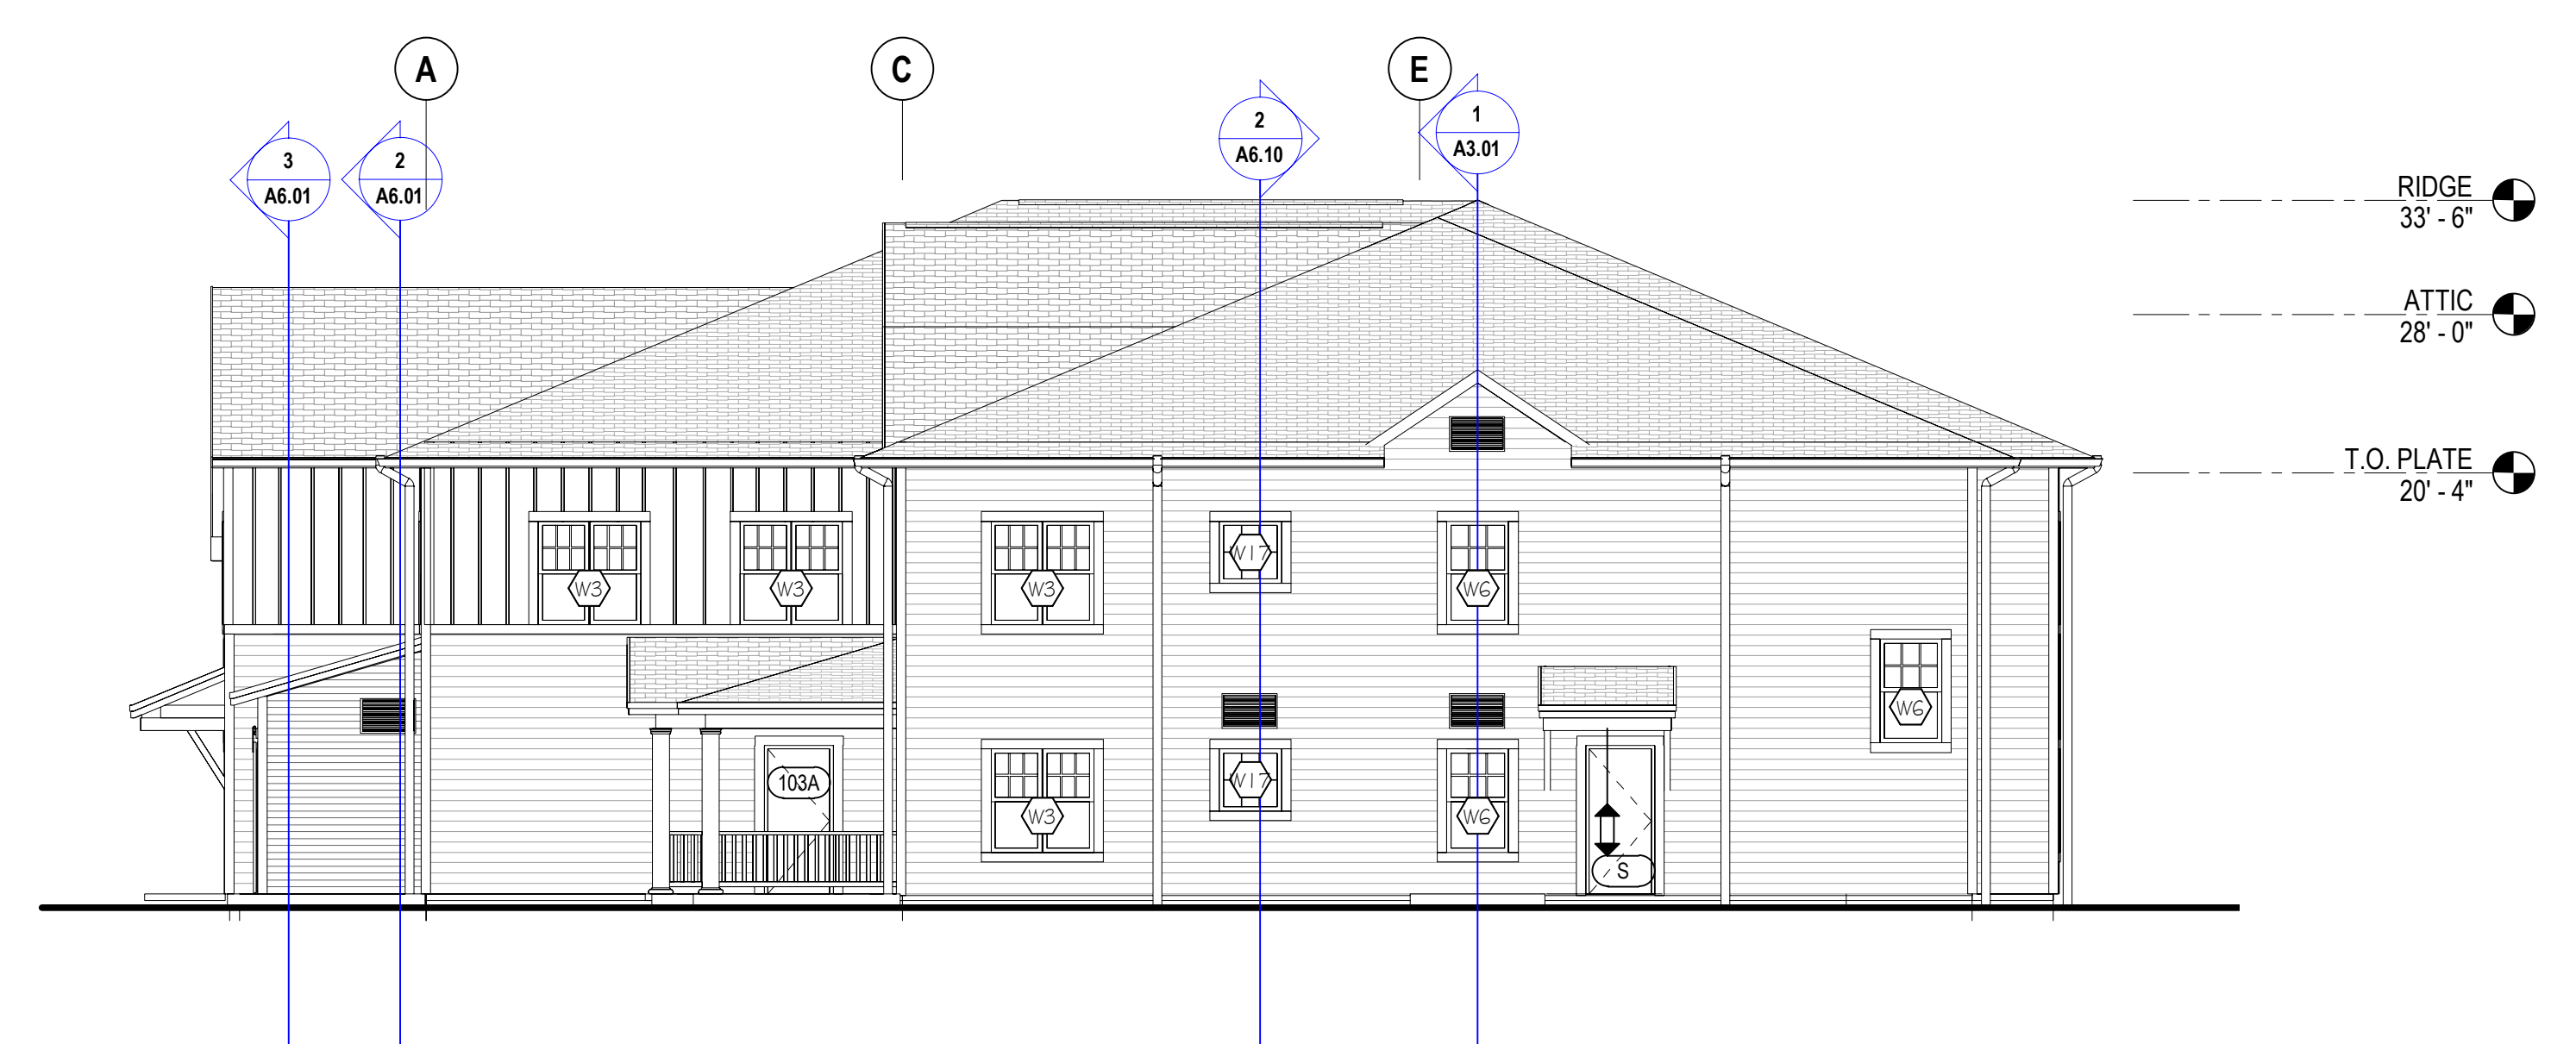 A
C
E
3
A6.01
2
A6.01
2
A6.10
1
A3.01
RIDGE
33' - 6"
ATTIC
28' - 0"
T.O. PLATE
20' - 4"
W3
W3
W3
W17
W6
W6
103A
W3
W17
W6
S